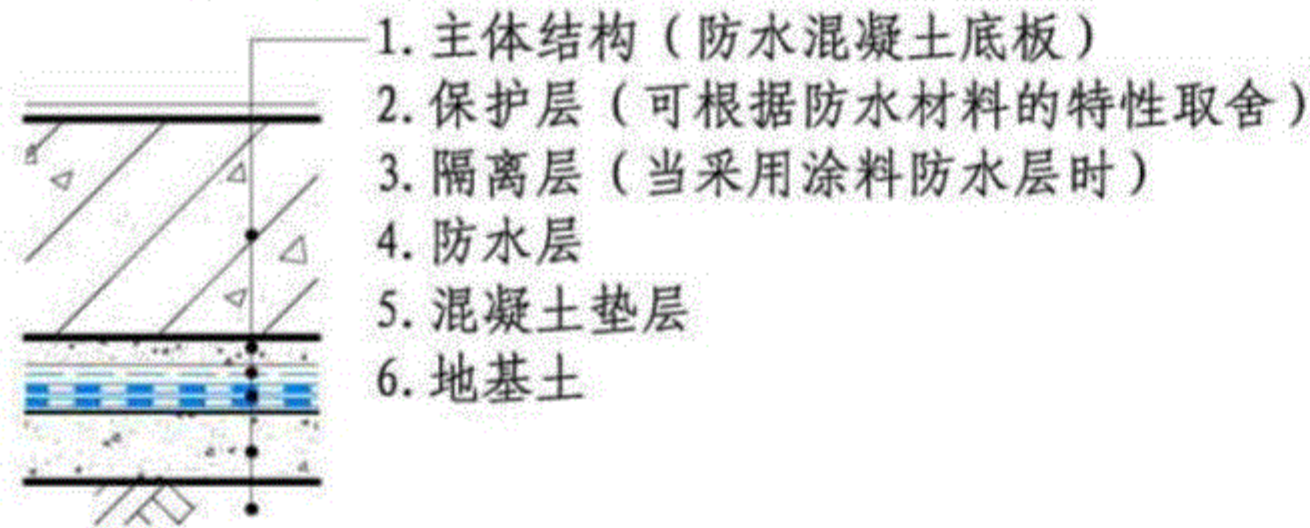 1. 主体结构（防水混凝土底板）
2. 保护层（可根据防水材料的特性取舍）
3. 隔离层（当采用涂料防水层时）
4. 防水层
5. 混凝土垫层
6. 地基土